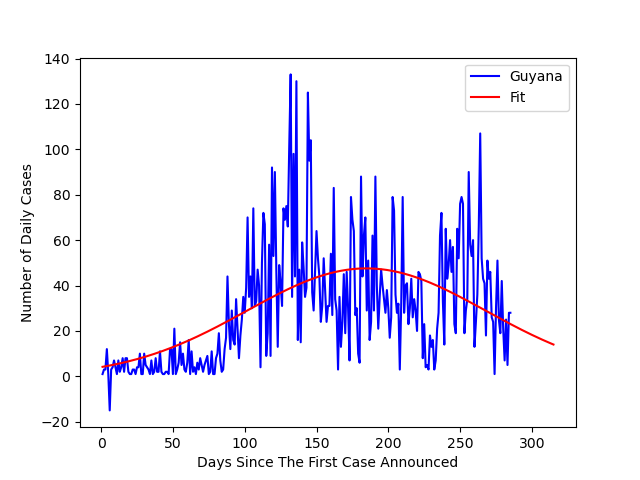 140
120
100
80
60
40
20
0
−20
Number of Daily Cases
Guyana
Fit
0 50 100 150 200 250 300
Days Since The First Case Announced